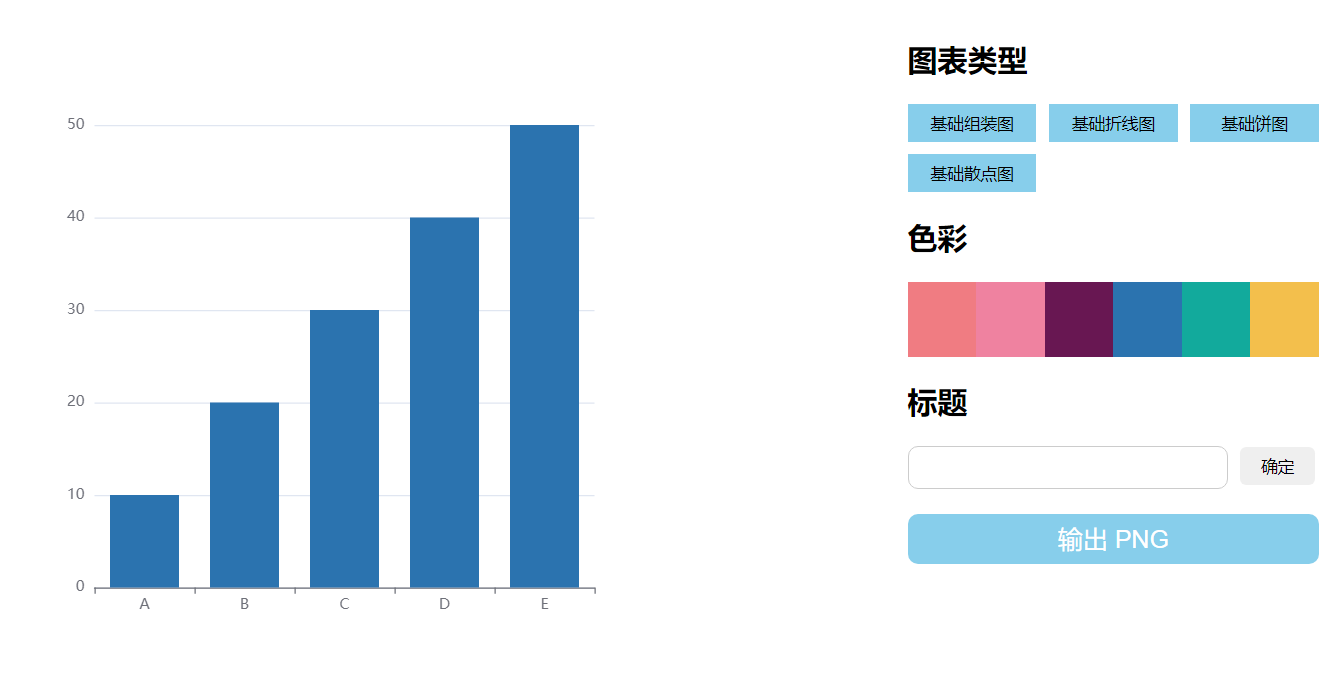 50
40
30
20
10
0
A B C D E
图表类型
基础组装图 基础折线图 基础饼图
基础散点图
色彩
标题
确定
输出 PNG